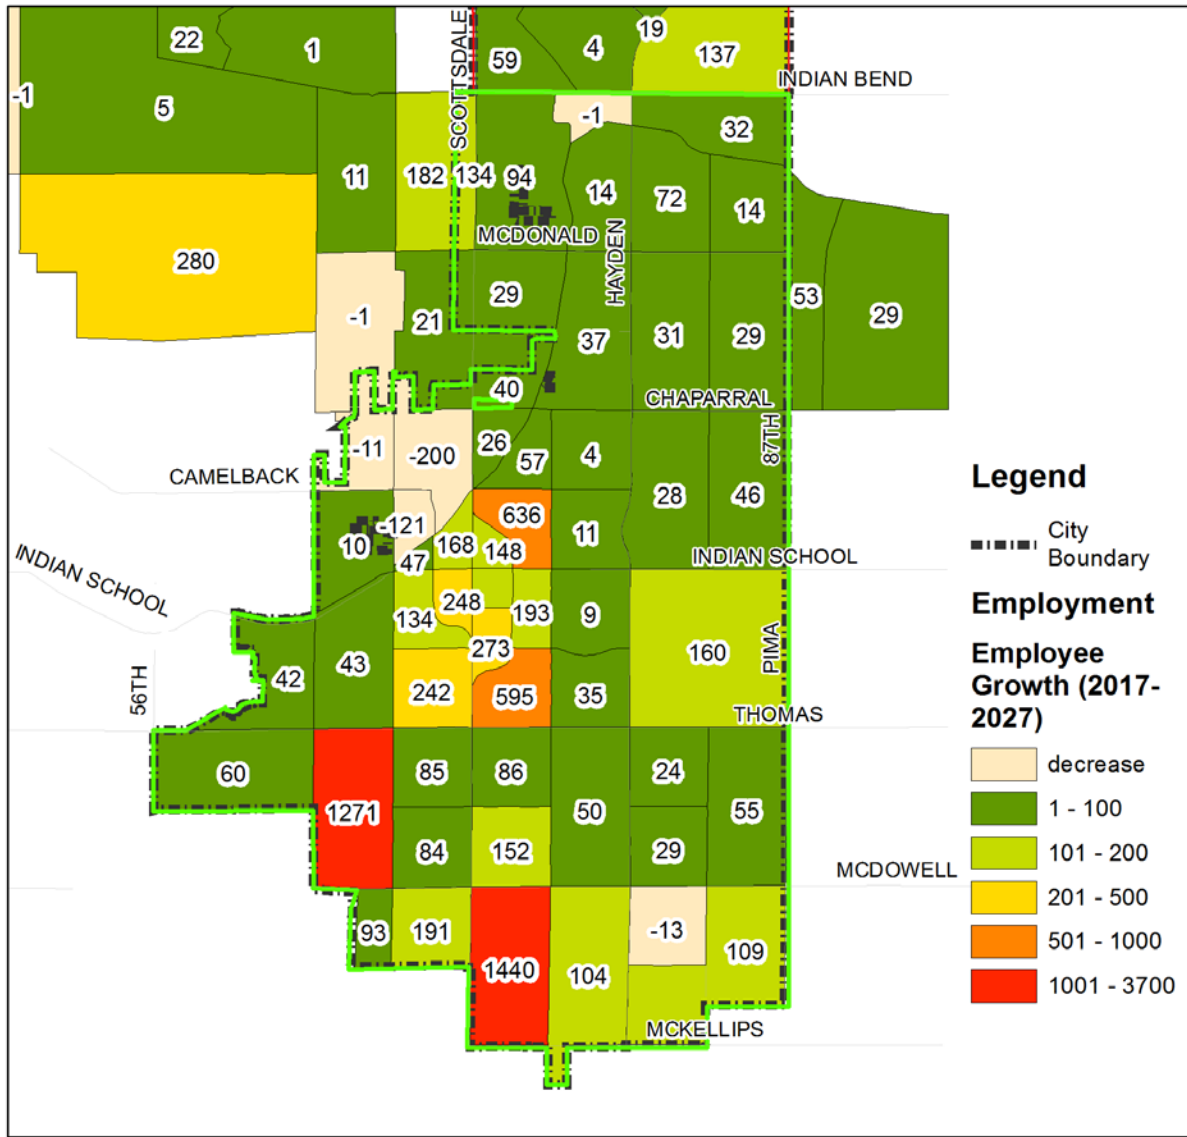 22
1
-1
5
59
4
19
137
INDIAN BEND
SCOTTSDALE
-1
32
11
182
134
94
14
72
14
MCDONALD
HAYDEN
280
-1
21
29
37
31
29
53
29
40
CHAPARRAL
87TH
-11
-200
26
57
4
28
46
CAMELBACK
-121
10
47
168
636
148
11
INDIAN SCHOOL
INDIAN SCHOOL
134
248
193
9
273
160
PIMA
56TH
42
43
242
595
35
THOMAS
60
1271
85
86
24
50
55
84
152
29
MCDOWELL
93
191
1440
104
-13
109
MCKELLIPS
Legend
City
Boundary
Employment
Employee
Growth (2017-
2027)
decrease
1 - 100
101 - 200
201 - 500
501 - 1000
1001 - 3700